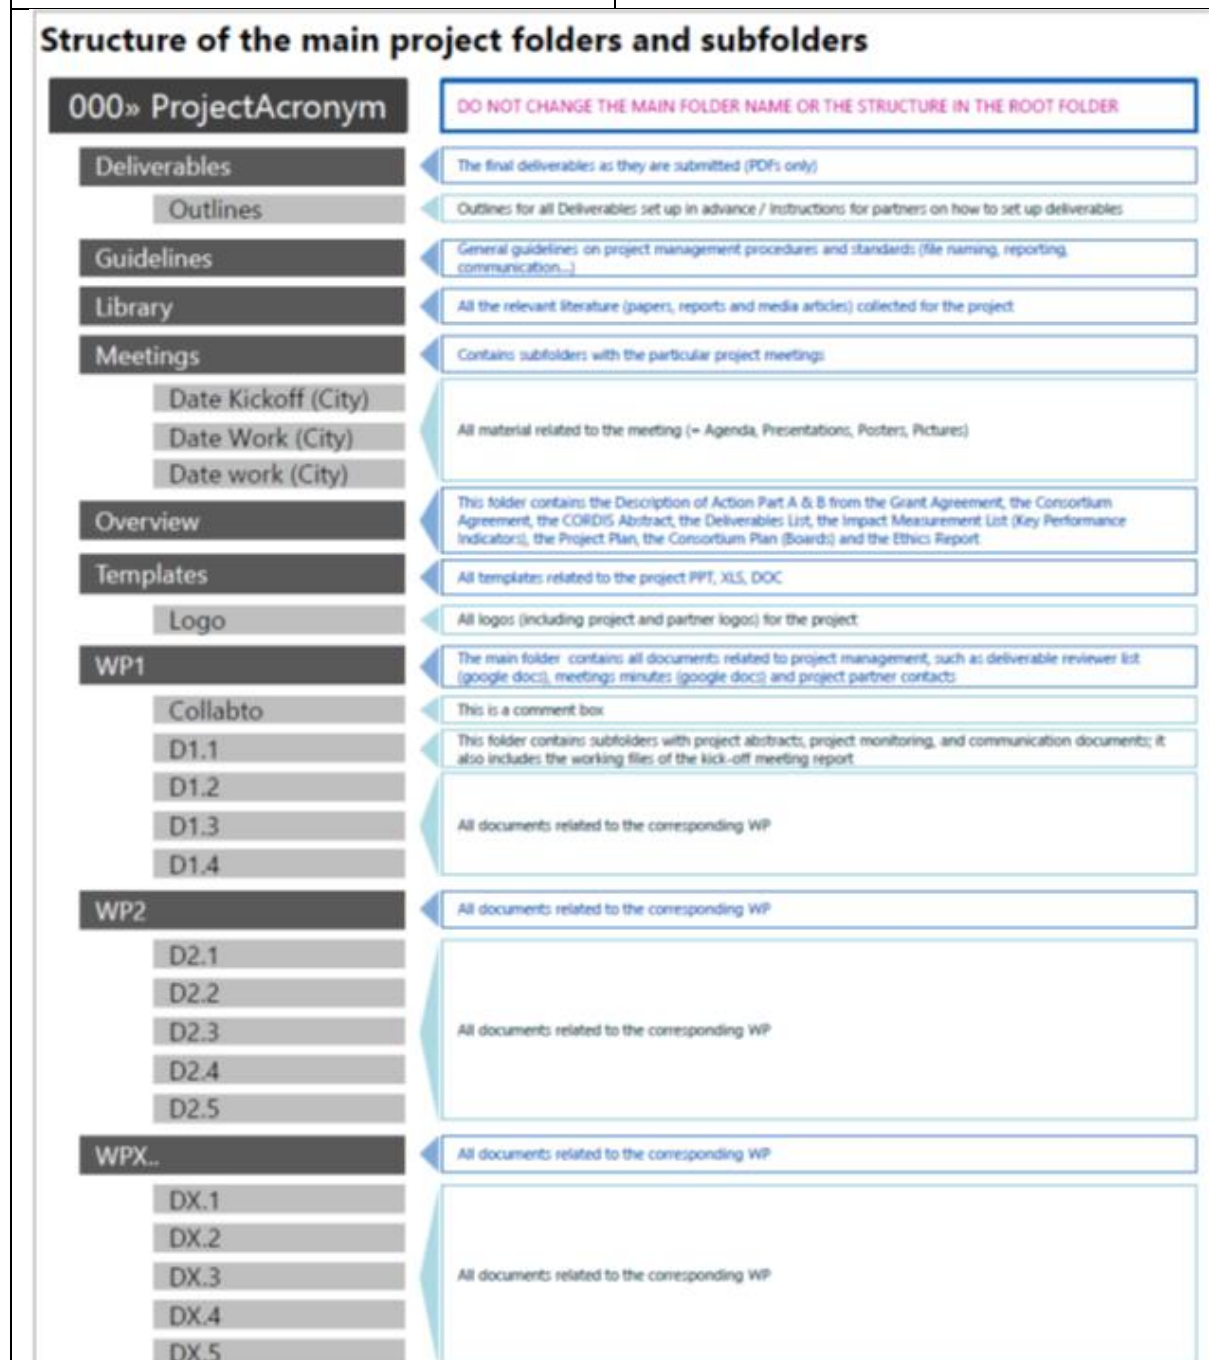 Structure of the main project folders and subfolders
000» ProjectAcronym
DO NOT CHANGE THE MAIN FOLDER NAME OR THE STRUCTURE IN THE ROOT FOLDER
Deliverables
The final deliverables as they are submitted (PDFs only)
Outlines
Outlines for all Deliverables set up in advance / Instructions for partners on how to set up deliverables
Guidelines
General guidelines on project management procedures and standards (file naming, reporting,
communication...)
Library
All the relevant literature (papers, reports and media articles) collected for the project
Meetings
Contains subfolders with the particular project meetings
Date Kickoff (City)
Date Work (City)
Date work (City)
All material related to the meeting (= Agenda, Presentations, Posters, Pictures)
Overview
This folder contains the Description of Action Part A & B from the Grant Agreement, the Consortium
Agreement, the CORDIS Abstract, the Deliverables List, the Impact Measurement List (Key Performance
Indicators), the Project Plan, the Consortium Plan (Boards) and the Ethics Report
Templates
All templates related to the project PPT, XLS, DOC
Logo
All logos (including project and partner logos) for the project
WP1
The main folder contains all documents related to project management, such as deliverable reviewer list
(google docs), meetings minutes (google docs) and project partner contacts
Collabto
This is a comment box
D1.1
This folder contains subfolders with project abstracts, project monitoring, and communication documents; it
also includes the working files of the kick-off meeting report
D1.2
D1.3
D1.4
All documents related to the corresponding WP
WP2
All documents related to the corresponding WP
D2.1
D2.2
D2.3
D2.4
D2.5
All documents related to the corresponding WP
WPX..
All documents related to the corresponding WP
DX.1
DX.2
DX.3
DX.4
DX.5
All documents related to the corresponding WP